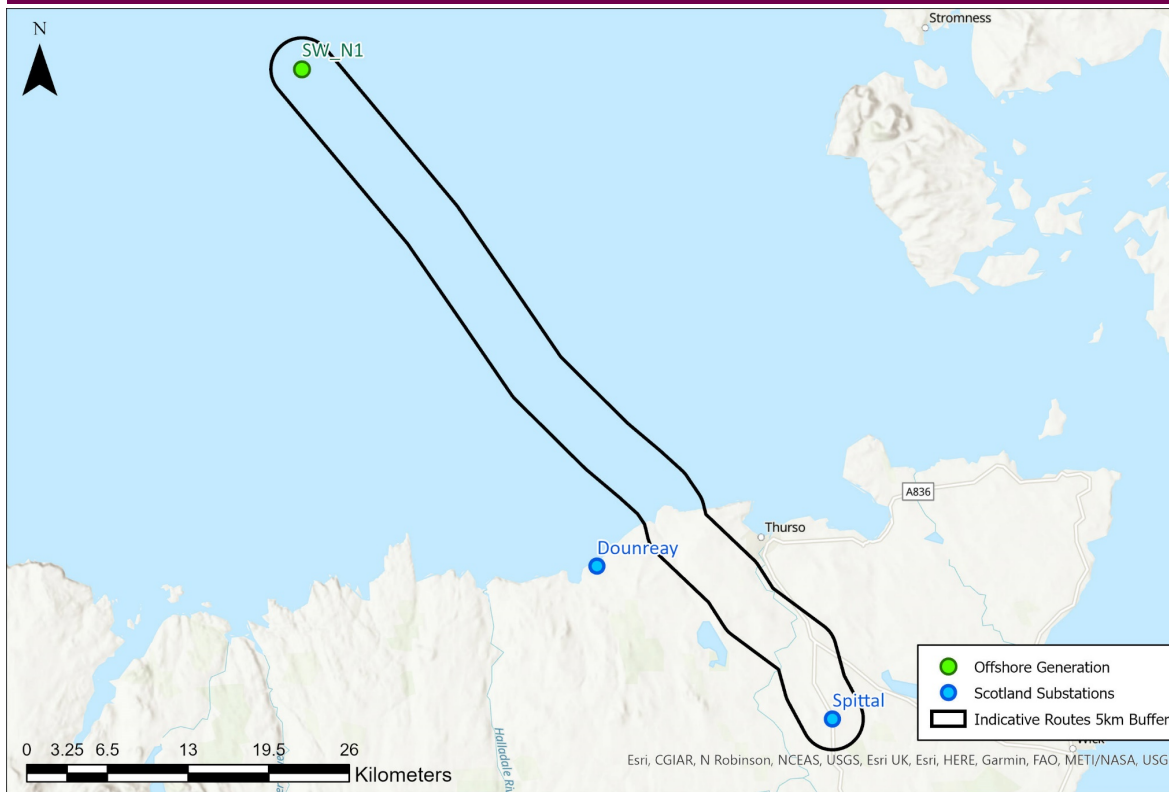 N
Stromness
SW_N1
A836
Thurso
Dounreay
Spittal
Offshore Generation
Scotland Substations
Indicative Routes 5km Buffer
Halladale
0 3.25 6.5 13 19.5 26
Kilometers
Esri, CGIAR, N Robinson, NCEAS, USGS, Esri UK, Esri, HERE, Garmin, FAO, METI/NASA, USG